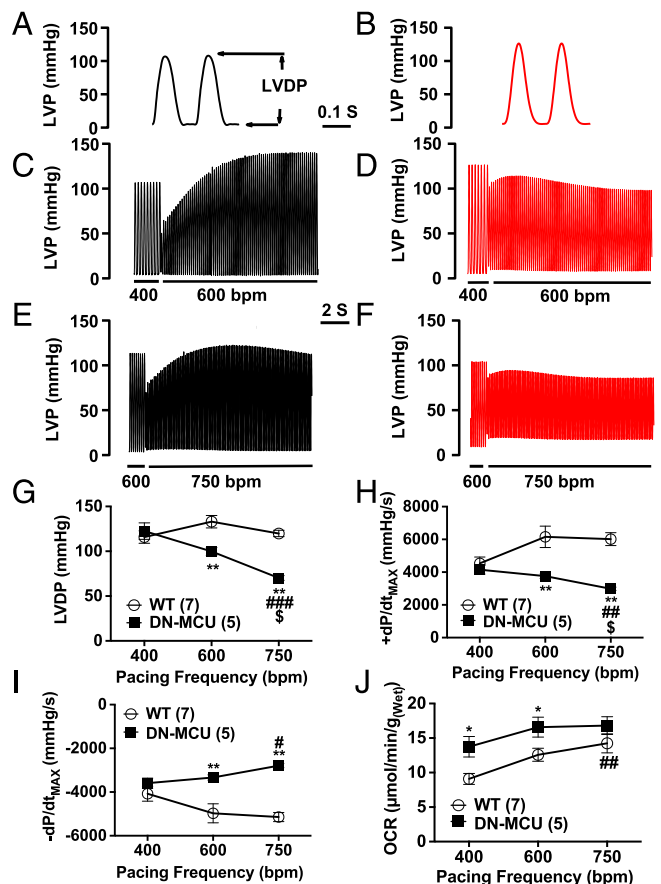 A
LVP (mmHg)
150
100
50
0
LVDP
0.1 S
B
LVP (mmHg)
150
100
50
0
C
LVP (mmHg)
150
100
50
0
400
600 bpm
D
LVP (mmHg)
150
100
50
0
400
600 bpm
2 S
E
LVP (mmHg)
150
100
50
0
600
750 bpm
F
LVP (mmHg)
150
100
50
0
600
750 bpm
G
LVDP (mmHg)
150
100
50
0
**
**
###
$
WT (7)
DN-MCU (5)
400 600 750
Pacing Frequency (bpm)
H
+dP/dtMAX (mmHg/s)
8000
6000
4000
2000
0
**
**
##
$
WT (7)
DN-MCU (5)
400 600 750
Pacing Frequency (bpm)
I
-dP/dtMAX (mmHg/s)
0
-2000
-4000
-6000
WT (7)
DN-MCU (5)
**
#
**
400 600 750
Pacing Frequency (bpm)
J
OCR (µmol/min/g(Wet))
20
15
10
5
0
*
*
##
WT (7)
DN-MCU (5)
400 600 750
Pacing Frequency (bpm)